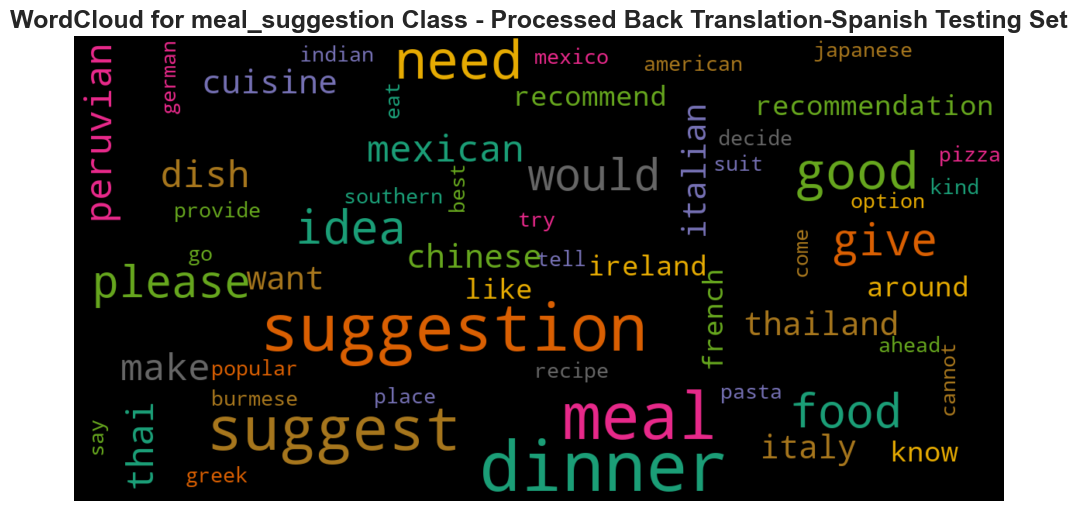 WordCloud for meal_suggestion Class - Processed Back Translation-Spanish Testing Set
peruvian
german
indian
cuisine
eat
need
mexico
american
japanese
recommend
recommendation
mexican
dish
provide
southern
best
would
italian
decide
suit
good
pizza
kind
option
idea
try
go
chinese
tell
ireland
give
come
please
want
like
french
around
suggestion
thailand
ahead
make
popular
recipe
cannot
burmese
place
pasta
say
thai
suggest
meal
food
italy
know
greek
dinner